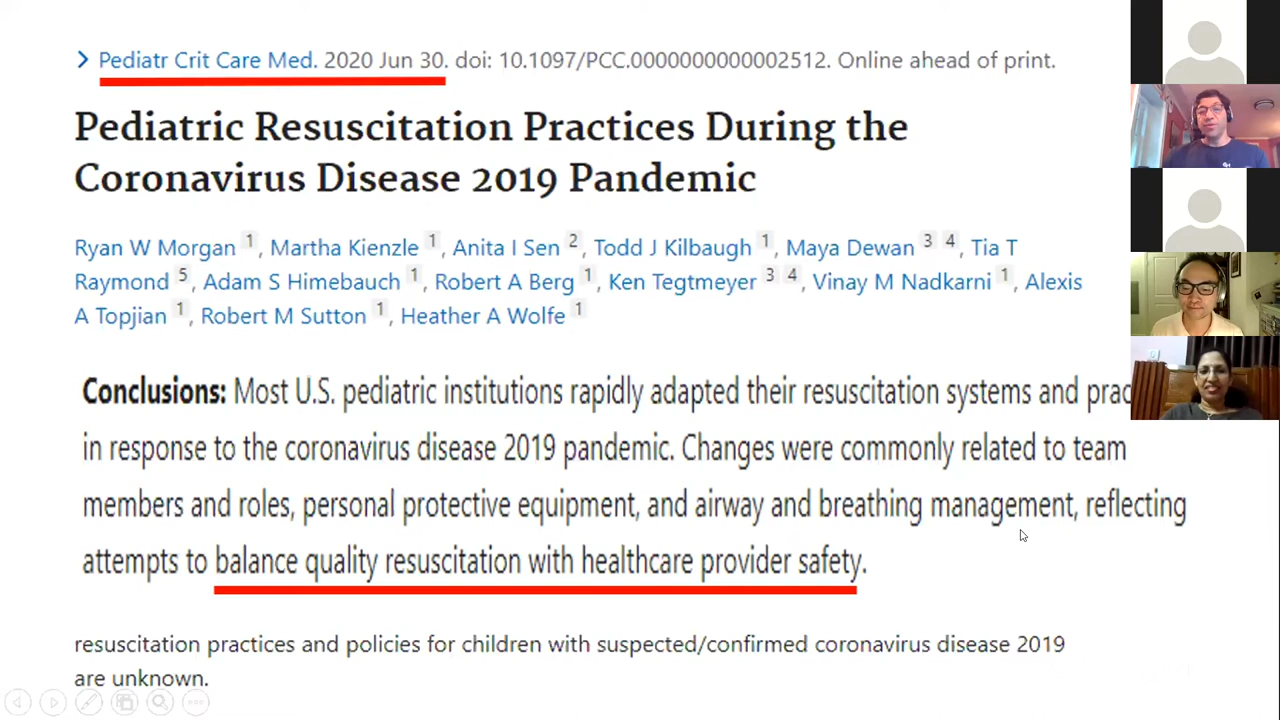 Pediatr Crit Care Med. 2020 Jun 30. doi: 10.1097/PCC.0000000000002512. Online ahead of print.
Pediatric Resuscitation Practices During the
Coronavirus Disease 2019 Pandemic
Ryan W Morgan 1, Martha Kienzle 1, Anita I Sen 2, Todd J Kilbaugh 1, Maya Dewan 3 4, Tia T
Raymond 5, Adam S Himebauch 1, Robert A Berg 1, Ken Tegtmeyer 3 4, Vinay M Nadkarni 1, Alexis
A Topjian 1, Robert M Sutton 1, Heather A Wolfe 1
Conclusions: Most U.S. pediatric institutions rapidly adapted their resuscitation systems and prac
in response to the coronavirus disease 2019 pandemic. Changes were commonly related to team
members and roles, personal protective equipment, and airway and breathing management, reflecting
attempts to balance quality resuscitation with healthcare provider safety.
resuscitation practices and policies for children with suspected/confirmed coronavirus disease 2019
are unknown.